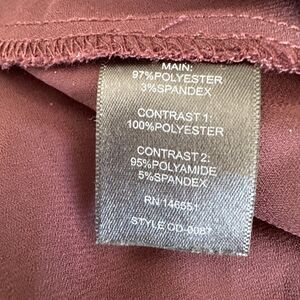 MAIN:
97%POLYESTER
3%SPANDEX
CONTRAST 1:
100%POLYESTER
CONTRAST 2:
95%POLYAMIDE
5%SPANDEX
RN 146551
STYLE OD-0087